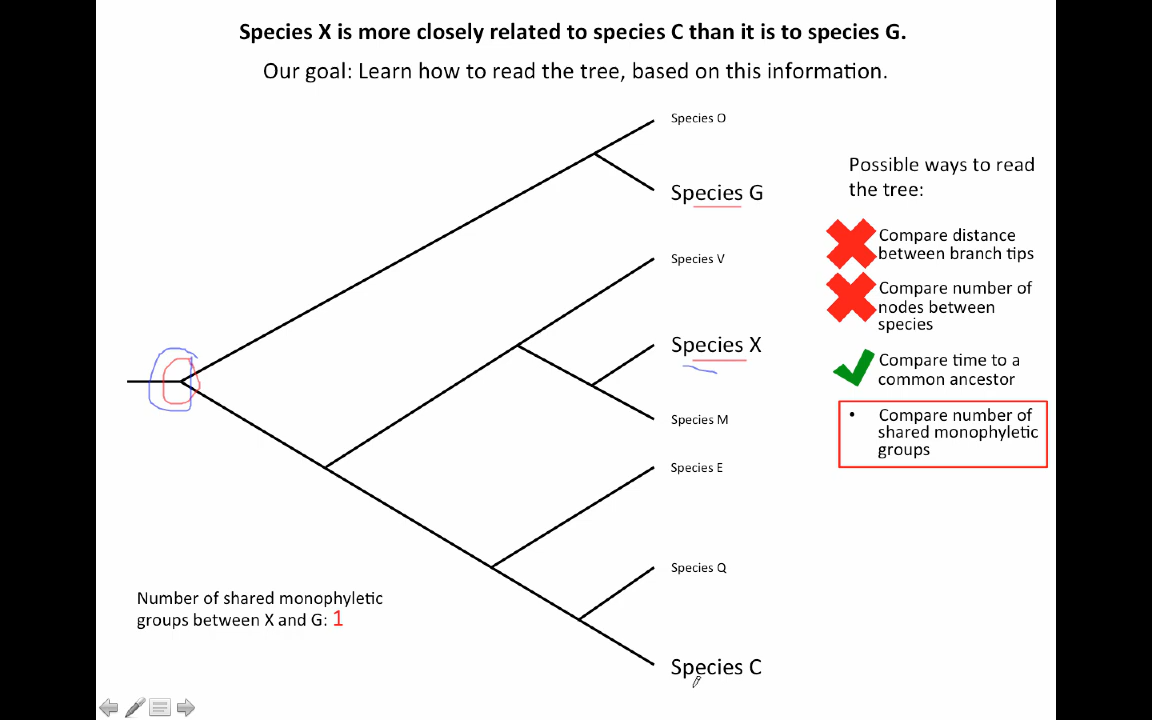 Species X is more closely related to species C than it is to species G.
Our goal: Learn how to read the tree, based on this information.
Species O
Species G
Species V
Species X
Species M
Species E
Species Q
Species C
Possible ways to read
the tree:
Compare distance
between branch tips
Compare number of
nodes between
species
Compare time to a
common ancestor
• Compare number of
shared monophyletic
groups
Number of shared monophyletic
groups between X and G: 1